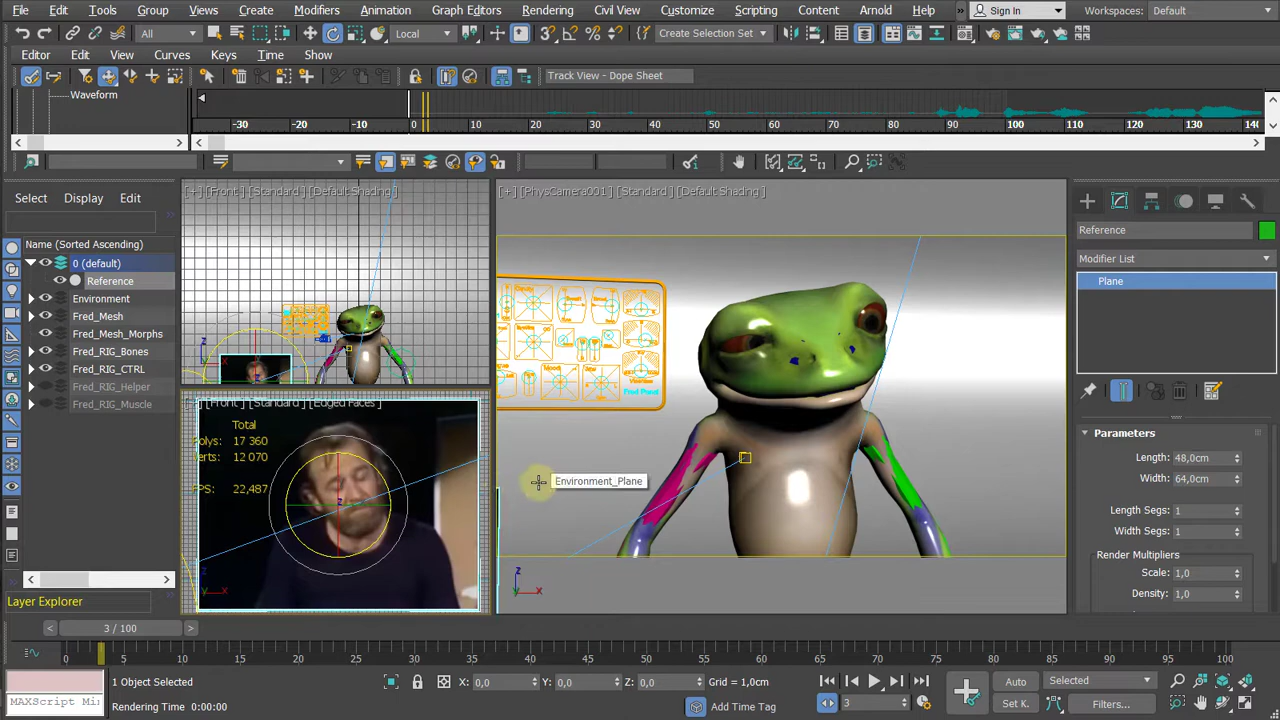 File Edit Tools Group Views Create Modifiers Animation Graph Editors Rendering Civil View Customize Scripting Content Arnold Help » Sign In Workspaces: Default
All Local Create Selection Set
Editor Edit View Curves Keys Time Show
Track View - Dope Sheet
Waveform
-30 -20 -10 0 10 20 30 40 50 60 70 80 90 100 110 120 130 140
Select Display Edit
[+] [Front] [Standard] [Default Shading]
[+] [PhysCamera001] [Standard] [Default Shading]
Name (Sorted Ascending)
0 (default)
Reference
Environment
Fred_Mesh
Fred_Mesh_Morphs
Fred_RIG_Bones
Fred_RIG_CTRL
Fred_RIG_Helper
Fred_RIG_Muscle
[+] [Front] [Standard] [Edged Faces]
Total
Polys: 17 360
Verts: 12 070
FPS: 22,487
Environment_Plane
Fred Panel
Reference
Modifier List
Plane
Parameters
Length: 48,0cm
Width: 64,0cm
Length Segs: 1
Width Segs: 1
Render Multipliers
Scale: 1,0
Density: 1,0
Layer Explorer
< 3 / 100 >
0 5 10 15 20 25 30 35 40 45 50 55 60 65 70 75 80 85 90 95 100
1 Object Selected X: 0,0 Y: 0,0 Z: 0,0 Grid = 1,0cm Auto Selected
MAXScript Mi
Rendering Time 0:00:00 Add Time Tag 3 Set K. Filters...